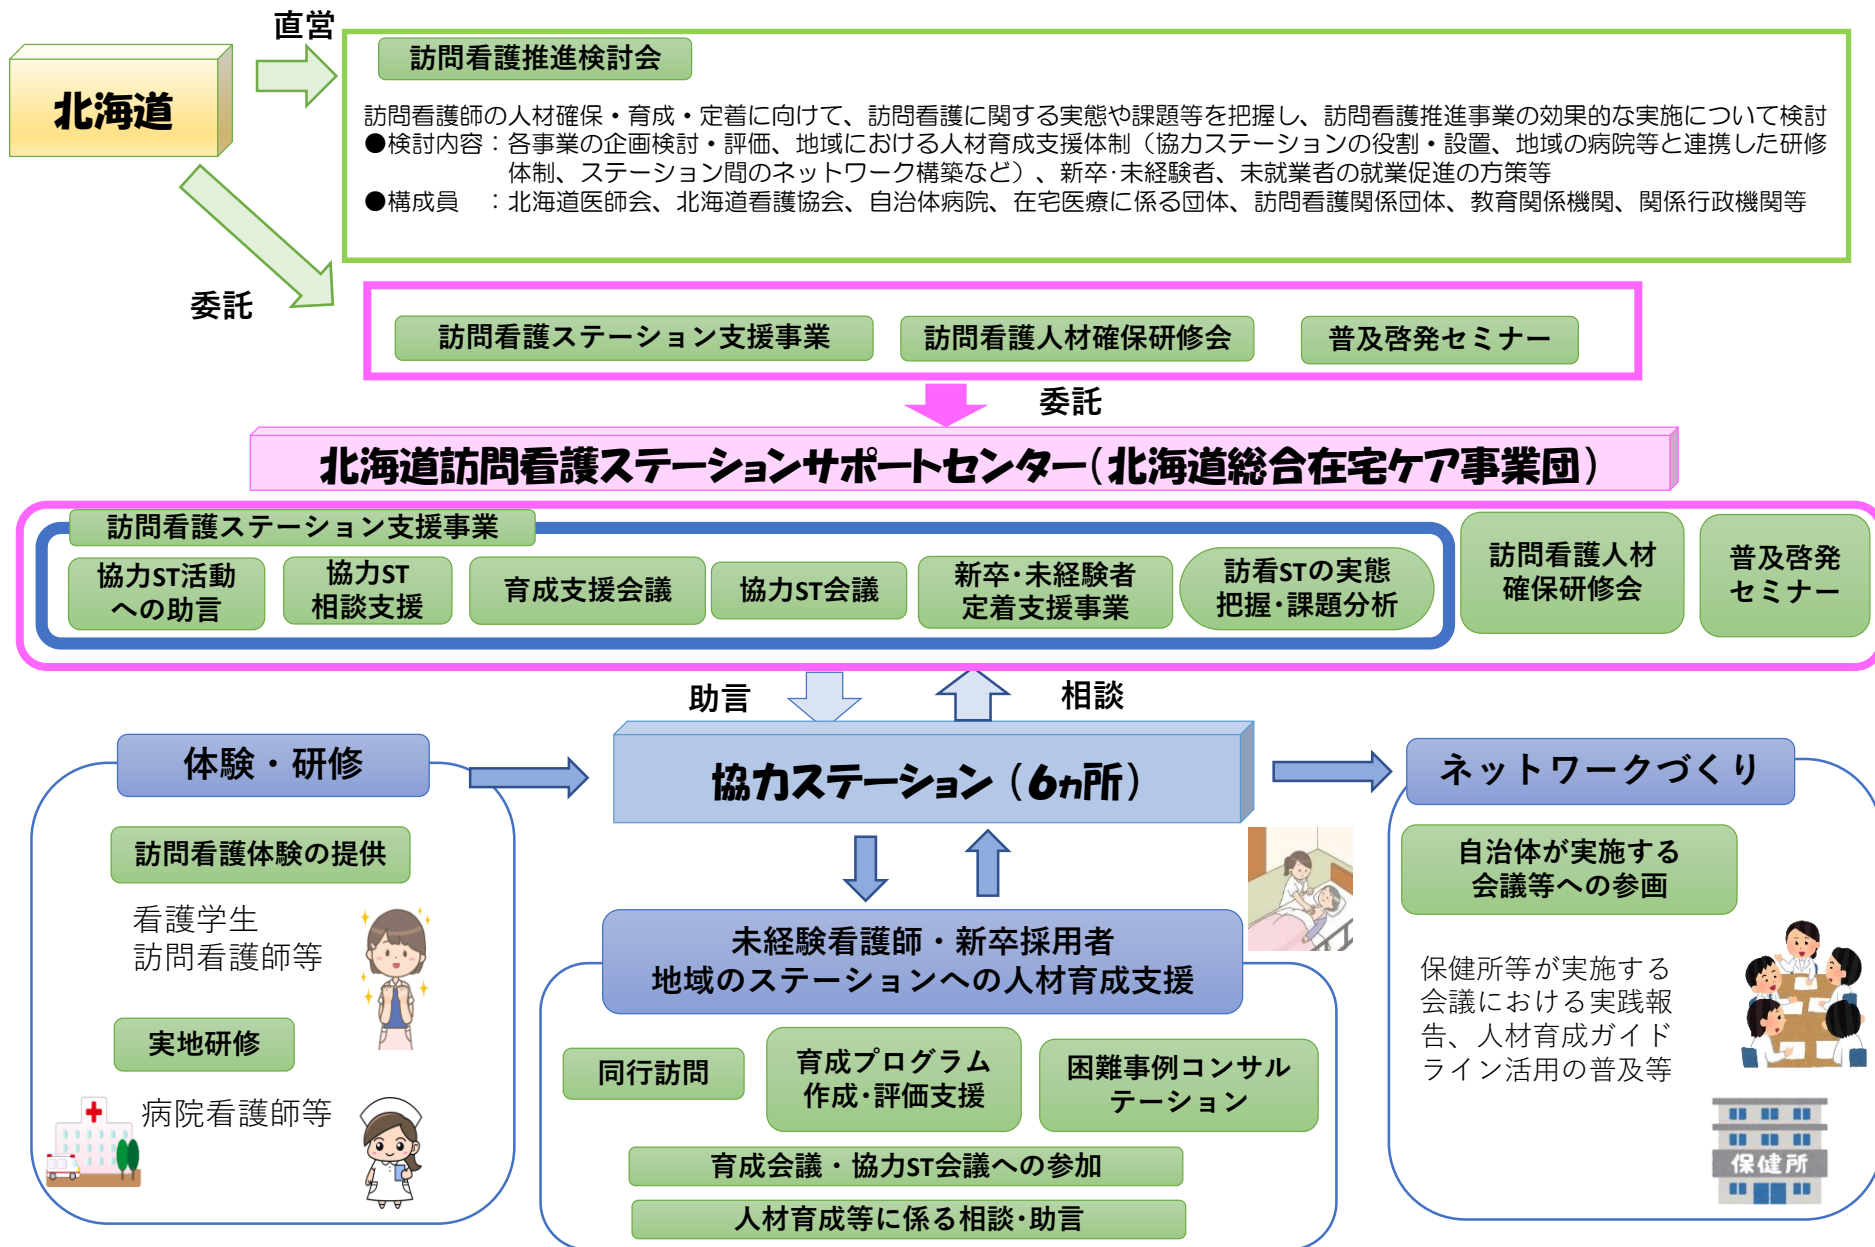 直営
北海道
訪問看護推進検討会
訪問看護師の人材確保・育成・定着に向けて、訪問看護に関する実態や課題等を把握し、訪問看護推進事業の効果的な実施について検討
●検討内容：各事業の企画検討・評価、地域における人材育成支援体制（協力ステーションの役割・設置、地域の病院等と連携した研修
体制、ステーション間のネットワーク構築など）、新卒･未経験者、未就業者の就業促進の方策等
●構成員　：北海道医師会、北海道看護協会、自治体病院、在宅医療に係る団体、訪問看護関係団体、教育関係機関、関係行政機関等
委託
訪問看護ステーション支援事業
訪問看護人材確保研修会
普及啓発セミナー
委託
北海道訪問看護ステーションサポートセンター(北海道総合在宅ケア事業団)
訪問看護ステーション支援事業
協力ST活動
への助言
協力ST
相談支援
育成支援会議
協力ST会議
新卒･未経験者
定着支援事業
訪看STの実態
把握･課題分析
訪問看護人材
確保研修会
普及啓発
セミナー
助言
相談
協力ステーション（6ヵ所）
体験・研修
訪問看護体験の提供
看護学生
訪問看護師等
実地研修
病院看護師等
未経験看護師・新卒採用者
地域のステーションへの人材育成支援
同行訪問
育成プログラム
作成･評価支援
困難事例コンサル
テーション
育成会議・協力ST会議への参加
人材育成等に係る相談･助言
ネットワークづくり
自治体が実施する
会議等への参画
保健所等が実施する
会議における実践報
告、人材育成ガイド
ライン活用の普及等
保健所